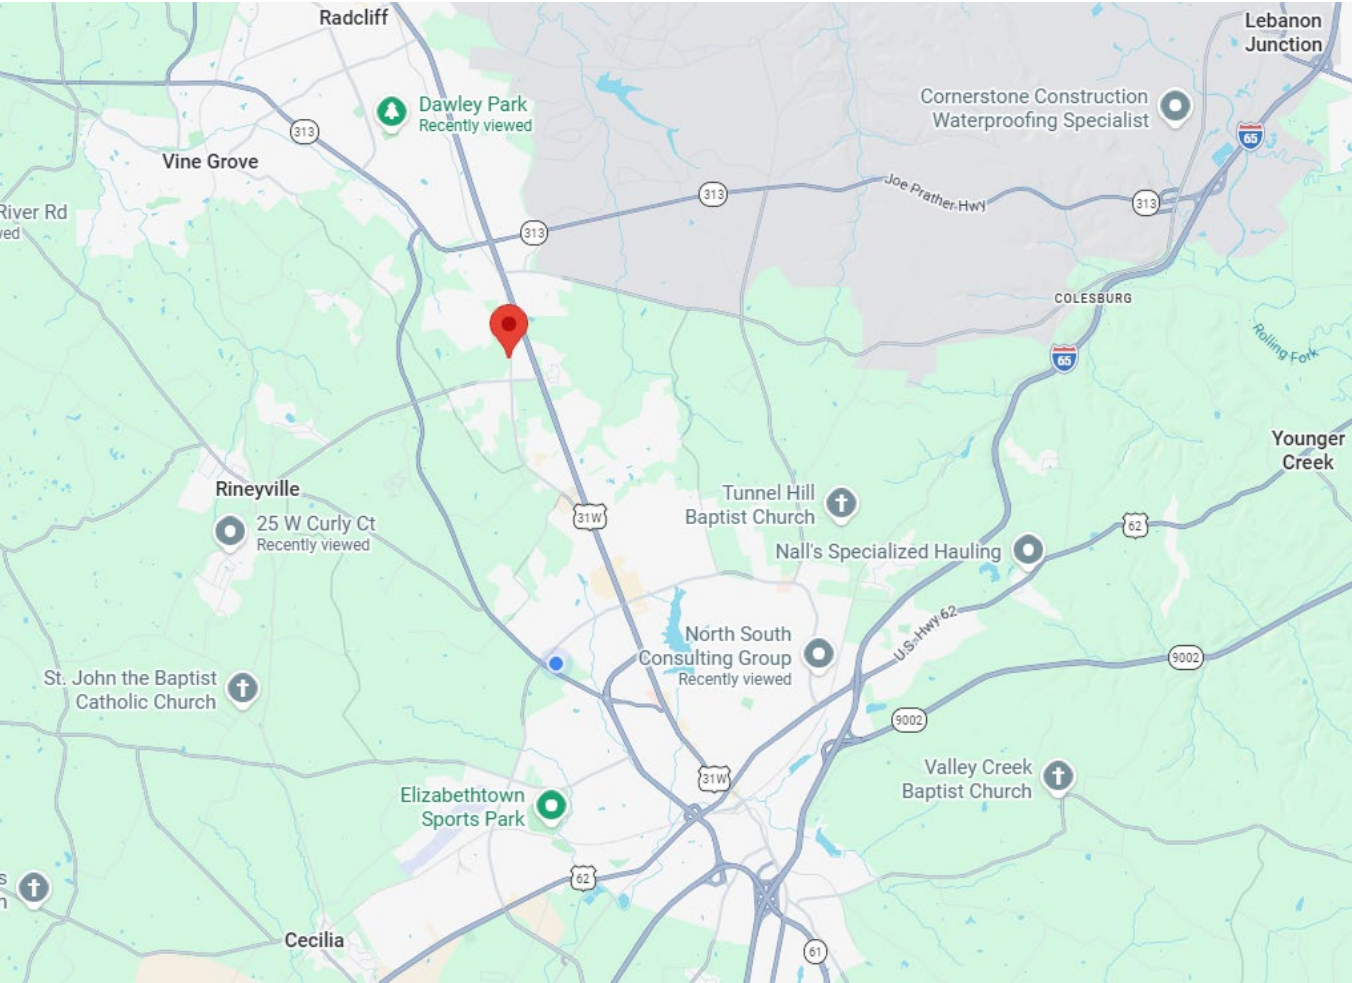 Radcliff
Lebanon
Junction
Dawley Park
Recently viewed
Cornerstone Construction
Waterproofing Specialist
313
65
Vine Grove
313
Joe Prather Hwy
313
River Rd
313
COLESBURG
65
Rolling Fork
Younger
Creek
Rineyville
25 W Curly Ct
Recently viewed
31W
Tunnel Hill
Baptist Church
62
Nall's Specialized Hauling
U.S. Hwy 62
North South
Consulting Group
Recently viewed
9002
St. John the Baptist
Catholic Church
9002
31W
Valley Creek
Baptist Church
Elizabethtown
Sports Park
62
Cecilia
61